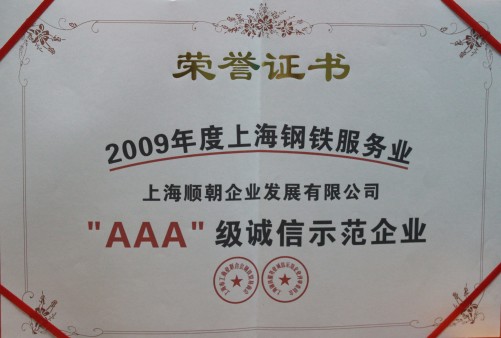 荣誉证书
2009年度上海钢铁服务业
上海顺朝企业发展有限公司
"AAA" 级诚信示范企业